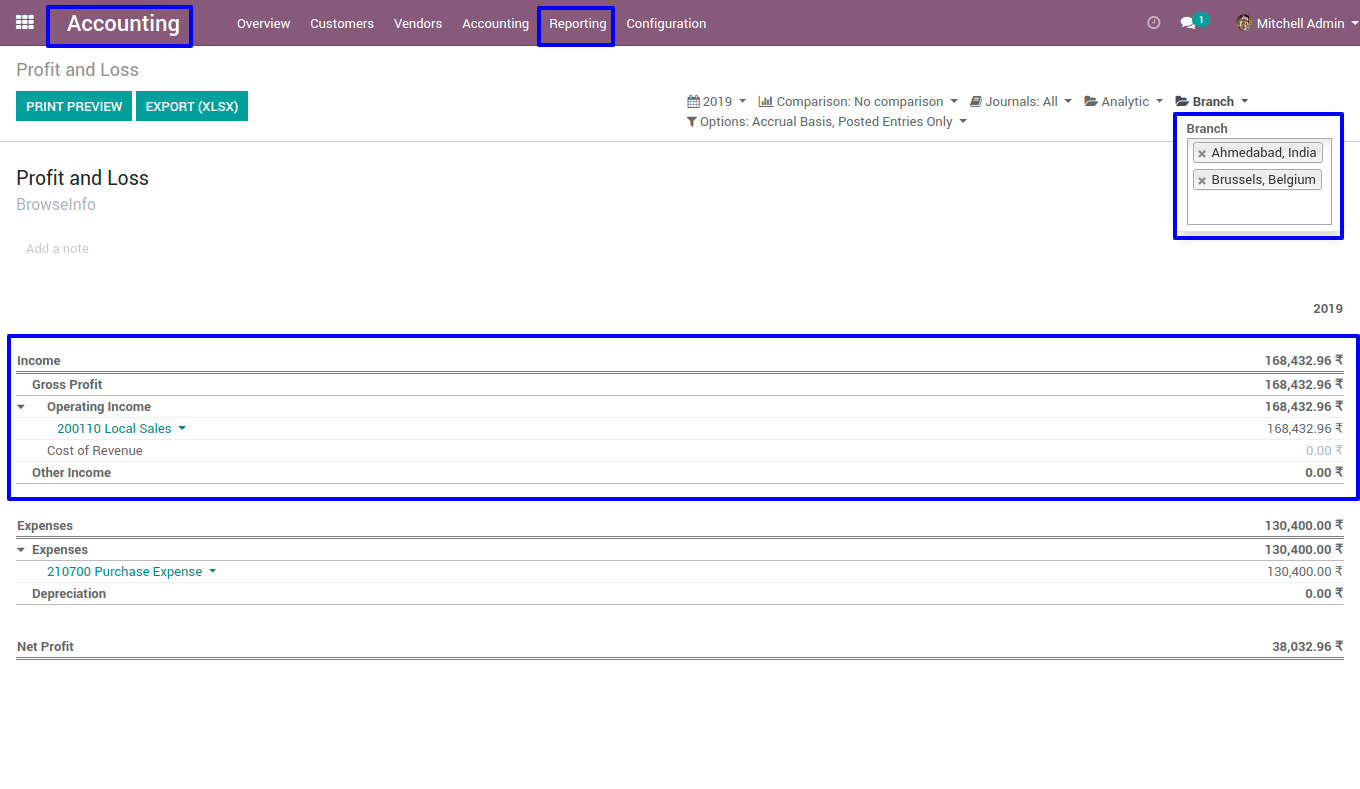 Accounting Overview Customers Vendors Accounting Reporting Configuration 1 Mitchell Admin
Profit and Loss
PRINT PREVIEW EXPORT (XLSX)
2019 Comparison: No comparison Journals: All Analytic Branch
Options: Accrual Basis, Posted Entries Only
Branch
Ahmedabad, India
Brussels, Belgium
Profit and Loss
BrowseInfo
Add a note
2019
Income 168,432.96 ₹
Gross Profit 168,432.96 ₹
Operating Income 168,432.96 ₹
200110 Local Sales 168,432.96 ₹
Cost of Revenue 0.00 ₹
Other Income 0.00 ₹
Expenses 130,400.00 ₹
Expenses 130,400.00 ₹
210700 Purchase Expense 130,400.00 ₹
Depreciation 0.00 ₹
Net Profit 38,032.96 ₹